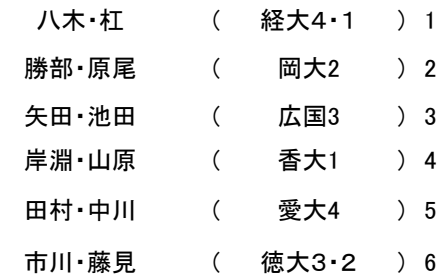 八木・杠 ( 経大４・１ ) 1
勝部・原尾 ( 岡大2 ) 2
矢田・池田 ( 広国3 ) 3
岸淵・山原 ( 香大1 ) 4
田村・中川 ( 愛大4 ) 5
市川・藤見 ( 徳大３・２ ) 6